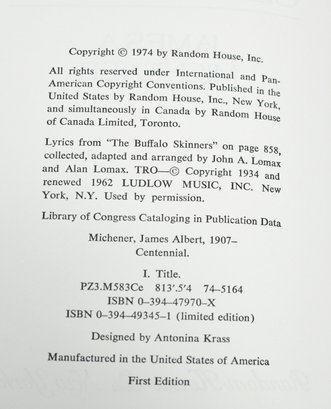 Copyright © 1974 by Random House, Inc.
All rights reserved under International and Pan-
American Copyright Conventions. Published in the
United States by Random House, Inc., New York,
and simultaneously in Canada by Random House
of Canada Limited, Toronto.
Lyrics from "The Buffalo Skinners" on page 858,
collected, adapted and arranged by John A. Lomax
and Alan Lomax. TRO—© Copyright 1934 and
renewed 1962 LUDLOW MUSIC, INC. New
York, N.Y. Used by permission.
Library of Congress Cataloging in Publication Data
Michener, James Albert, 1907–
Centennial.
I. Title.
PZ3.M583Ce 813'.5'4 74-5164
ISBN 0-394-47970-X
ISBN 0-394-49345-1 (limited edition)
Designed by Antonina Krass
Manufactured in the United States of America
First Edition